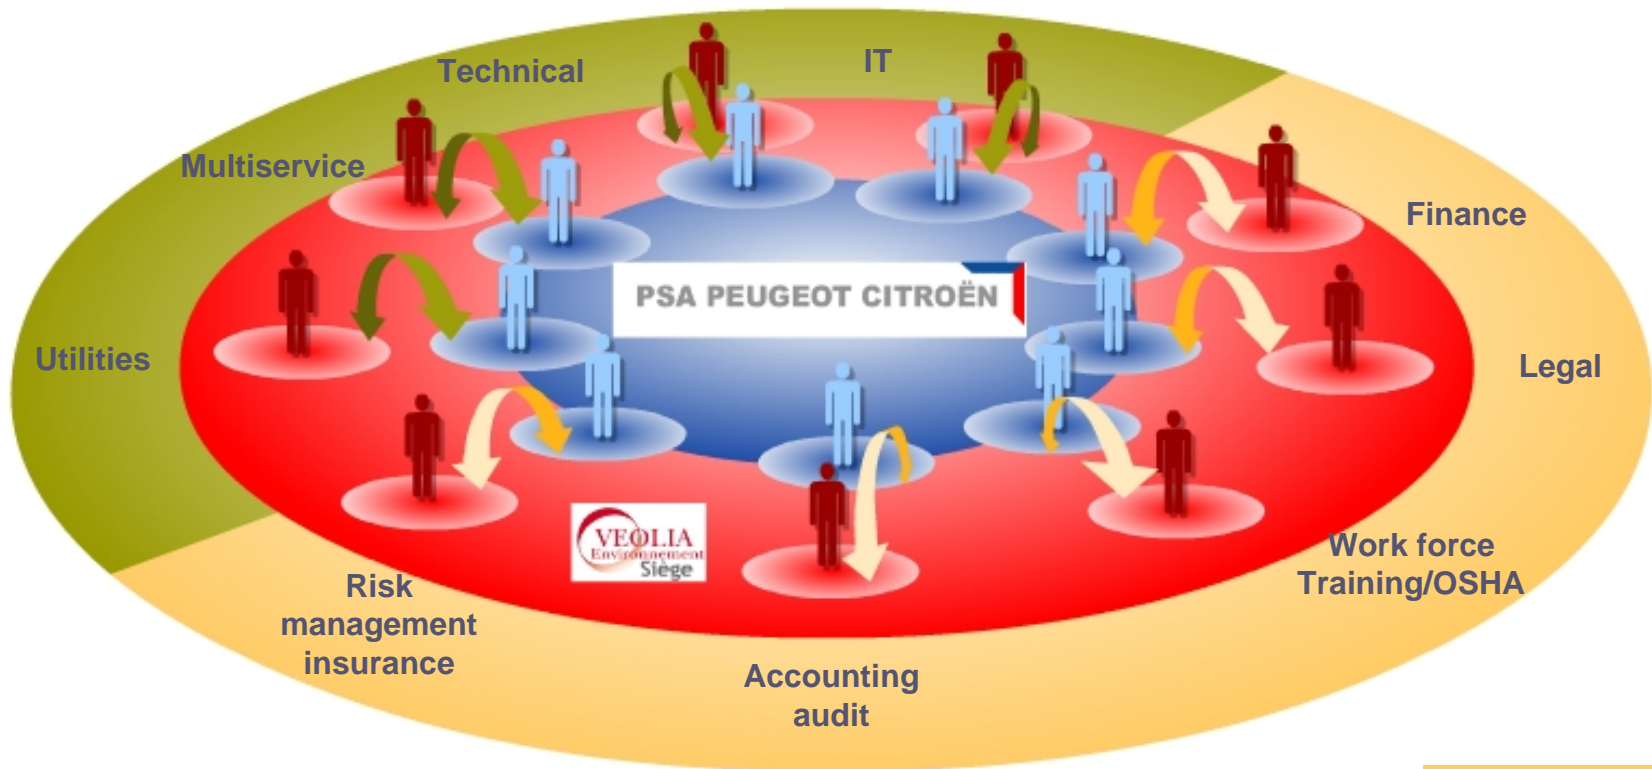 Technical
IT
Multiservice
Finance
PSA PEUGEOT CITROËN
Utilities
Legal
VEOLIA
Environnement
Siège
Work force
Training/OSHA
Risk
management
insurance
Accounting
audit